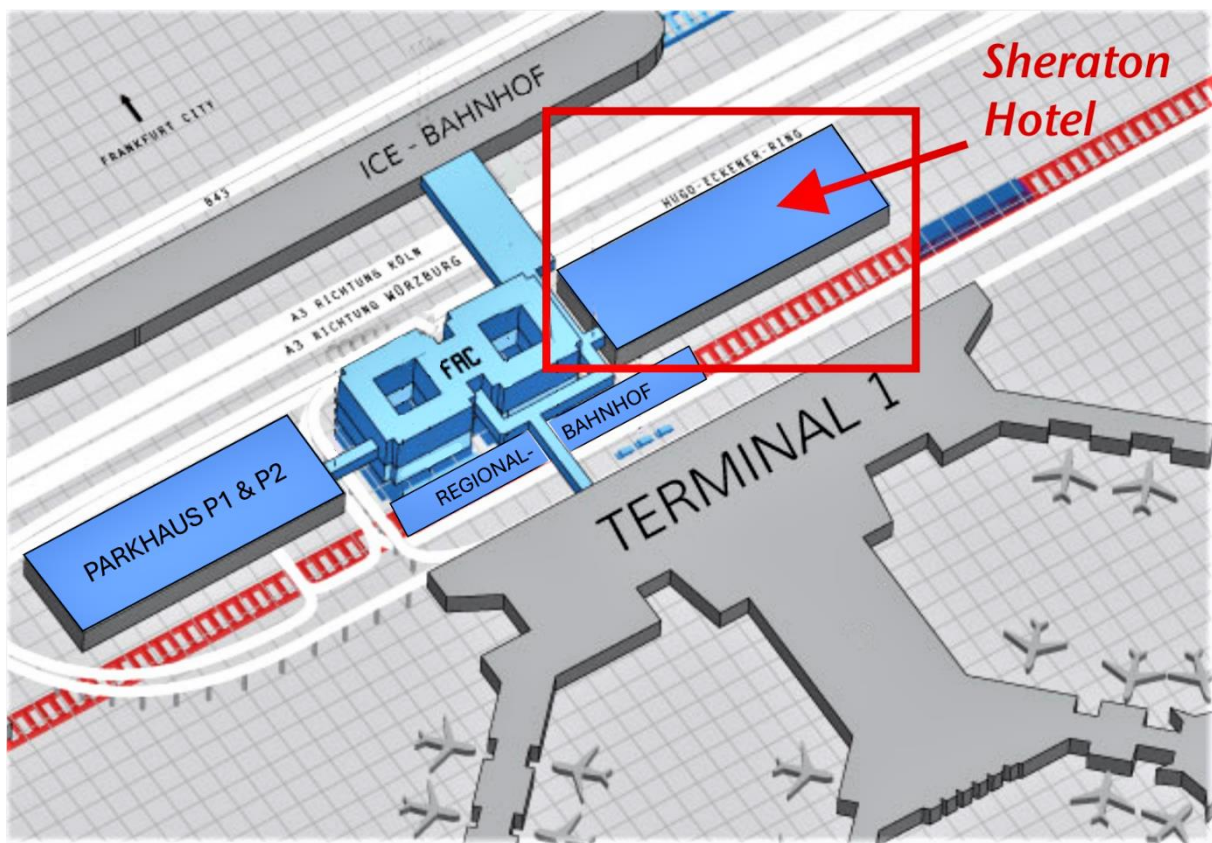 Sheraton
Hotel
ICE - BAHNHOF
FRANKFURT CITY
B43
HUGO-ECKENER-RING
A3 RICHTUNG KÖLN
A3 RICHTUNG WÜRZBURG
FAC
BAHNHOF
REGIONAL-
TERMINAL 1
PARKHAUS P1 & P2